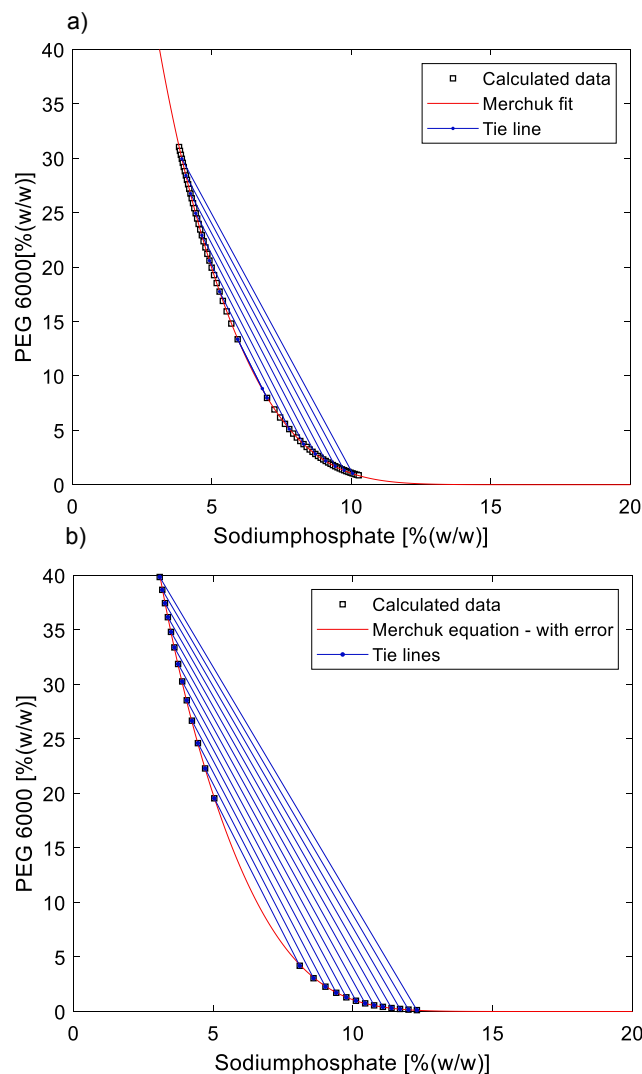 a)
40
35
30
25
20
15
10
5
0
PEG 6000[%(w/w)]
Calculated data
Merchuk fit
Tie line
0 5 10 15 20
Sodiumphosphate [%(w/w)]
b)
40
35
30
25
20
15
10
5
0
PEG 6000 [%(w/w)]
Calculated data
Merchuk equation - with error
Tie lines
0 5 10 15 20
Sodiumphosphate [%(w/w)]